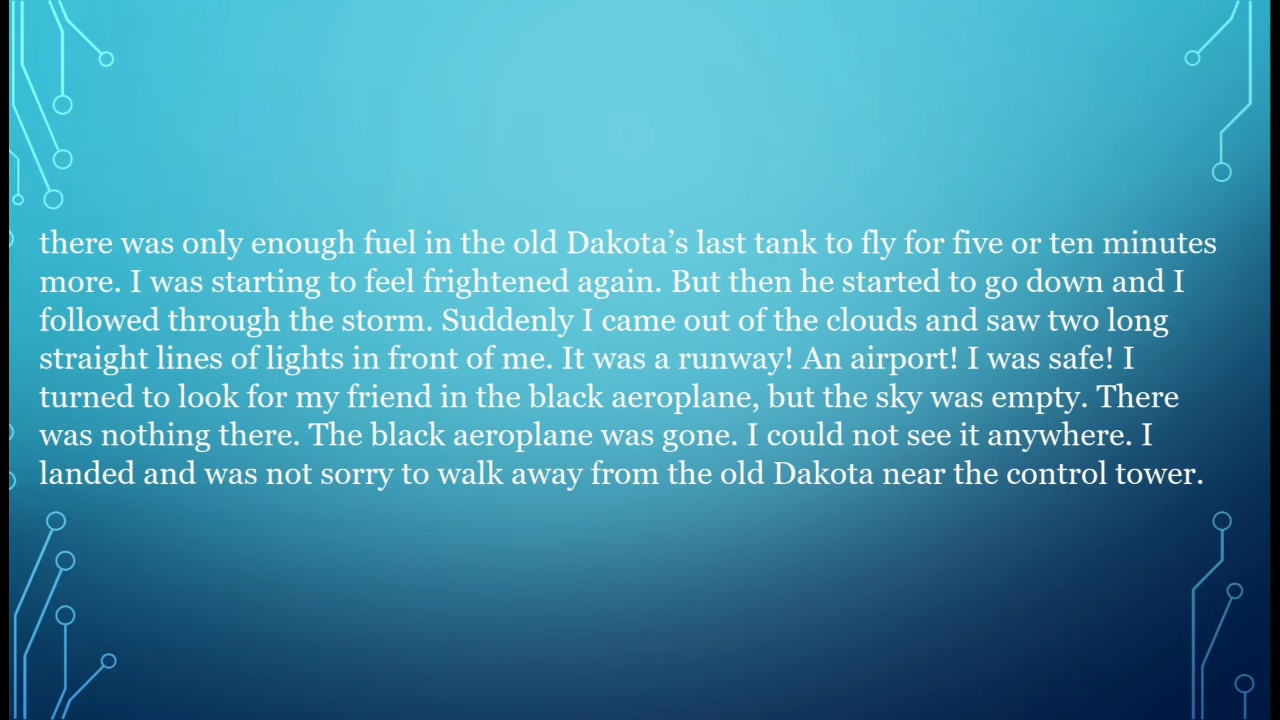 there was only enough fuel in the old Dakota’s last tank to fly for five or ten minutes
more. I was starting to feel frightened again. But then he started to go down and I
followed through the storm. Suddenly I came out of the clouds and saw two long
straight lines of lights in front of me. It was a runway! An airport! I was safe! I
turned to look for my friend in the black aeroplane, but the sky was empty. There
was nothing there. The black aeroplane was gone. I could not see it anywhere. I
landed and was not sorry to walk away from the old Dakota near the control tower.